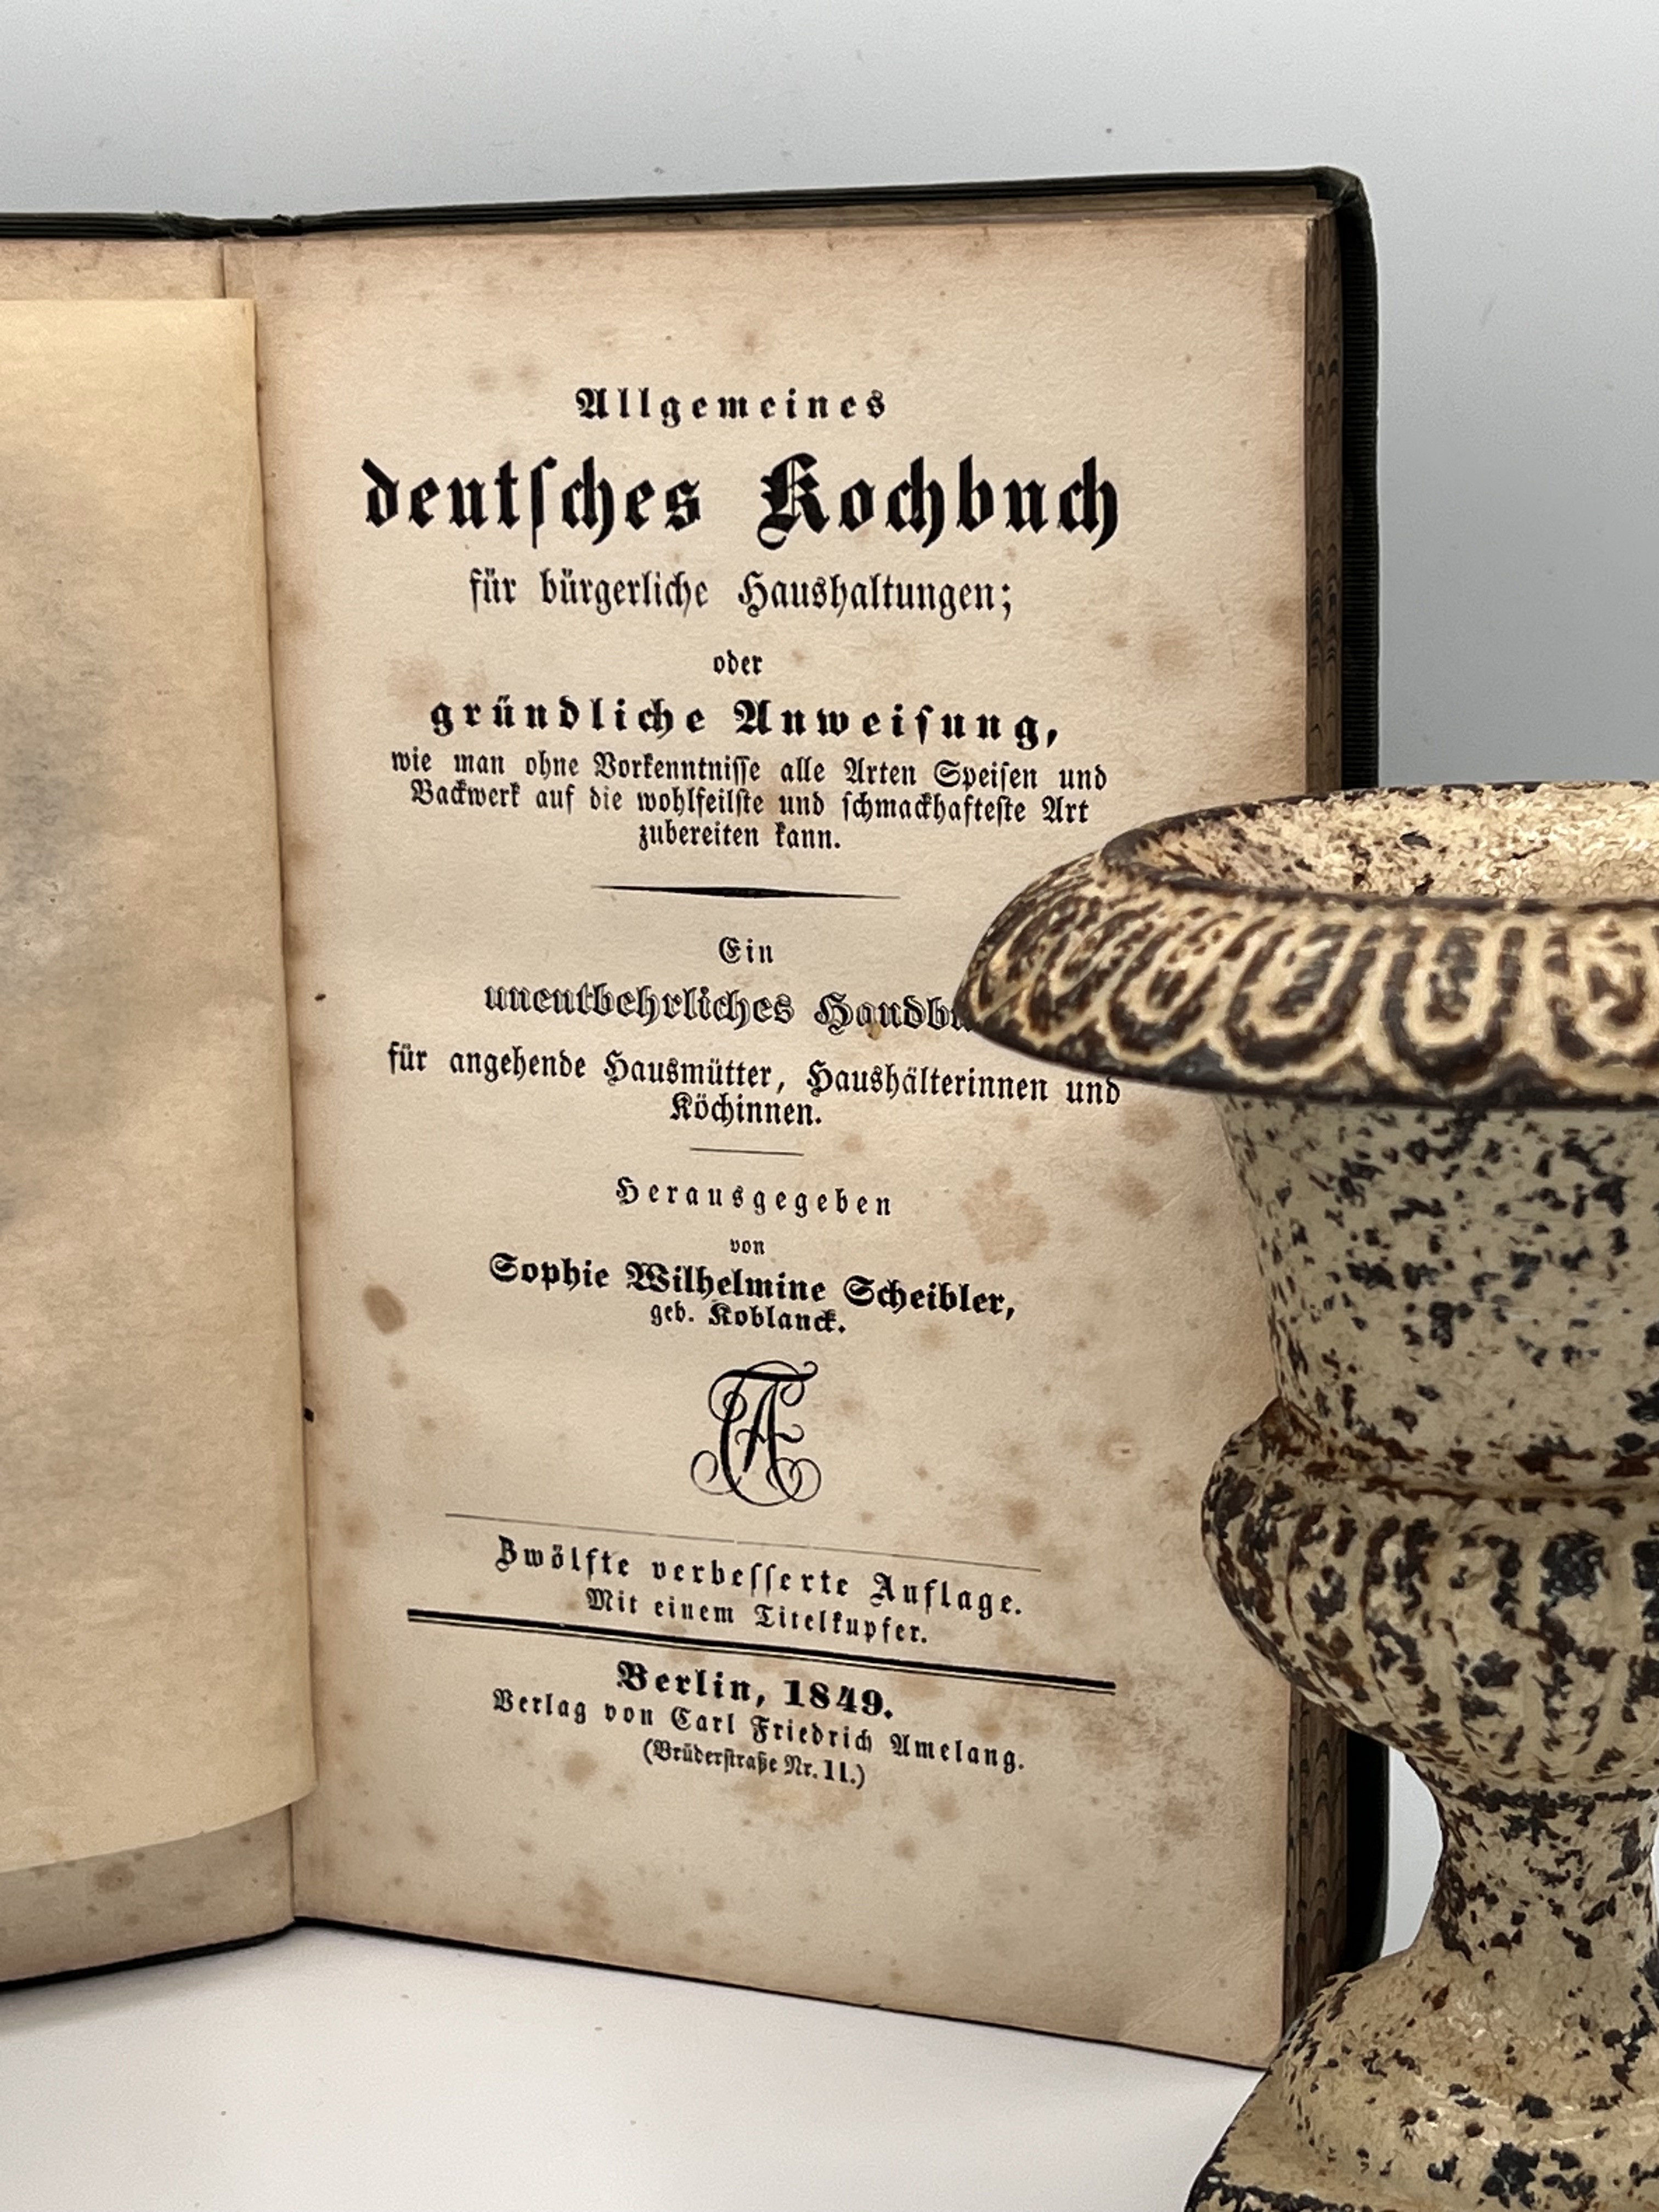 Allgemeines
deutſches Kochbuch
für bürgerliche Haushaltungen;
oder
gründliche Anweiſung,
wie man ohne Vorkenntniſſe alle Arten Speiſen und
Backwerk auf die wohlfeilſte und ſchmackhafteſte Art
zubereiten kann.
Ein
unentbehrliches
für angehende Hausmütter, Haushälterinnen und
Köchinnen.
Herausgegeben
von
Sophie Wilhelmine Scheibler,
geb. Koblanck.
Zwölfte verbeſſerte Auflage.
Mit einem Titelkupfer.
Berlin, 1849.
Verlag von Carl Friedrich Amelang.
(Brüderſtraße Nr. 11.)